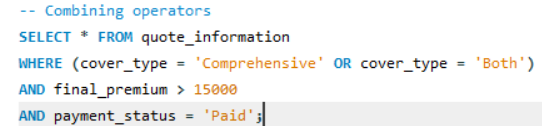 -- Combining operators
SELECT * FROM quote_information
WHERE (cover_type = 'Comprehensive' OR cover_type = 'Both')
AND final_premium > 15000
AND payment_status = 'Paid';